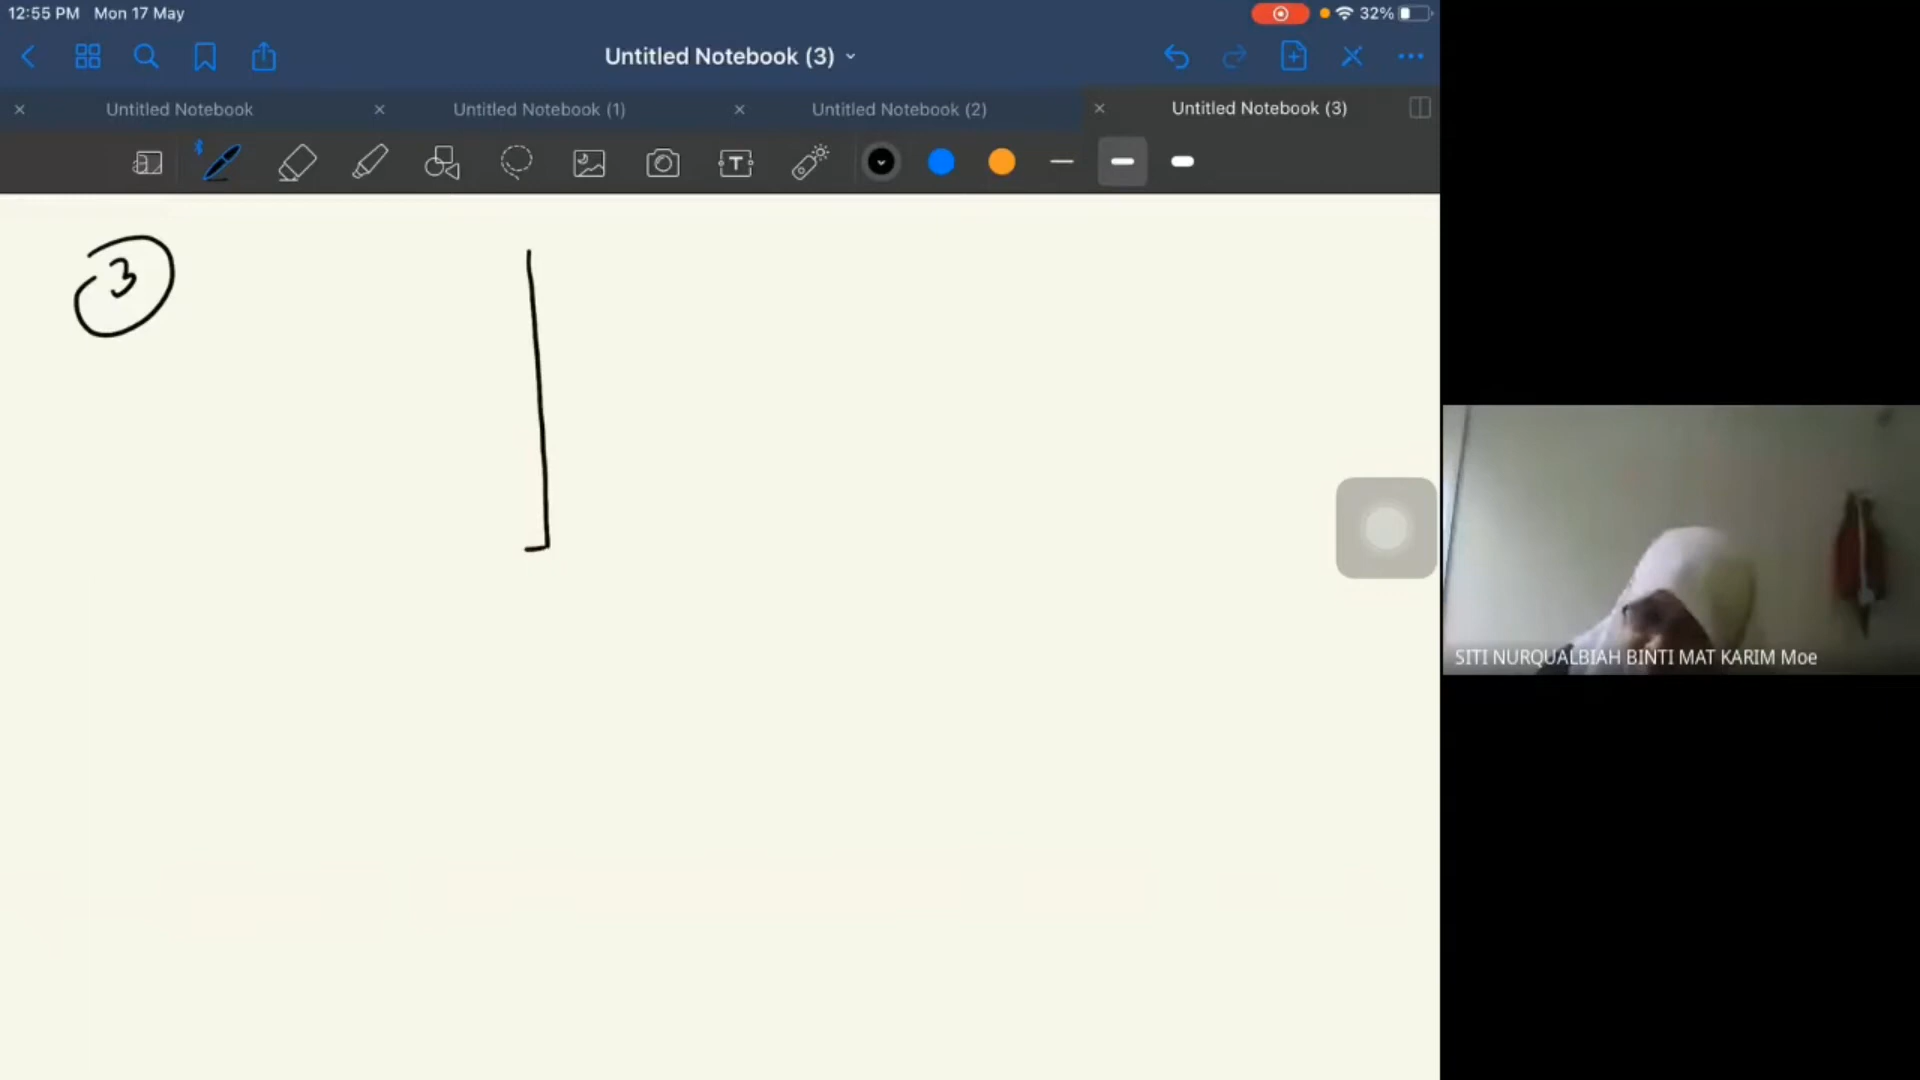 12:55 PM Mon 17 May 32%
Untitled Notebook (3)
Untitled Notebook Untitled Notebook (1) Untitled Notebook (2) Untitled Notebook (3)
T
3
SITI NURQUALBIAH BINTI MAT KARIM Moe